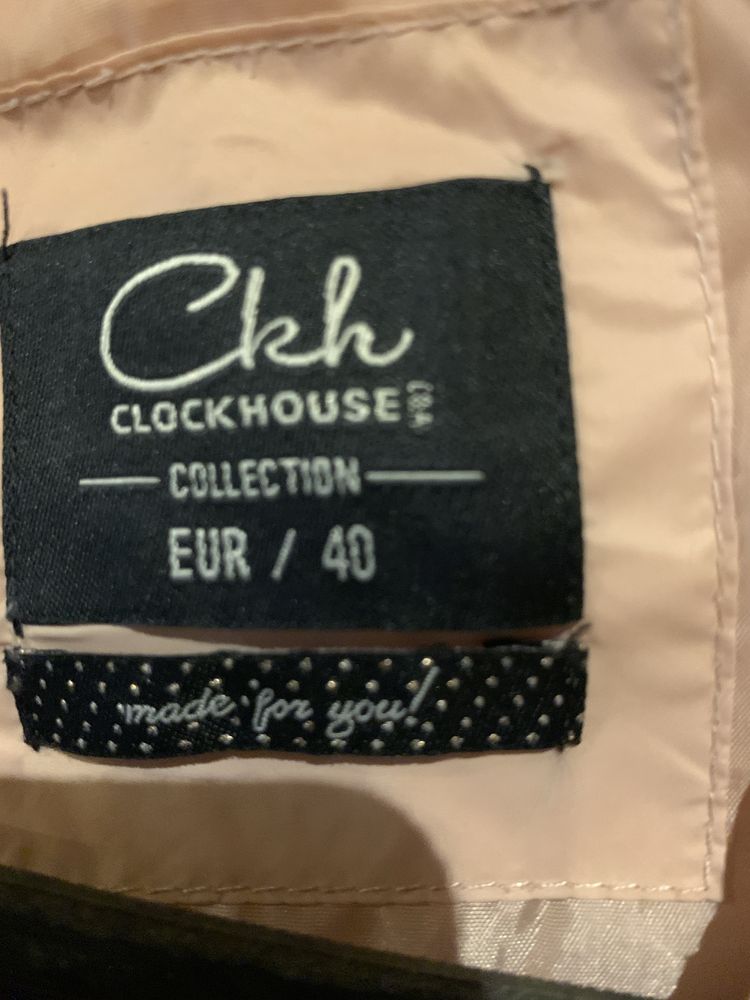 Ckh
CLOCKHOUSE C&A
COLLECTION
EUR / 40
made for you!